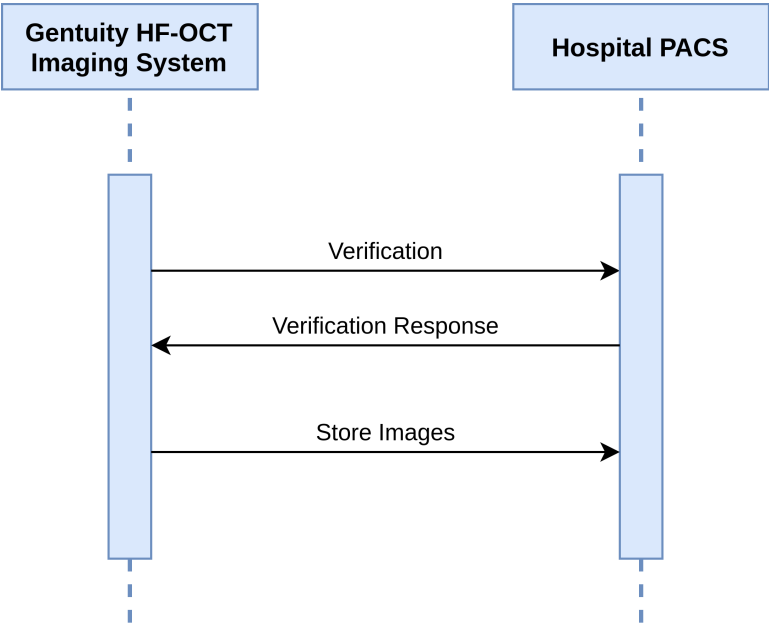 Gentuity HF-OCT
Imaging System
Hospital PACS
Verification
Verification Response
Store Images